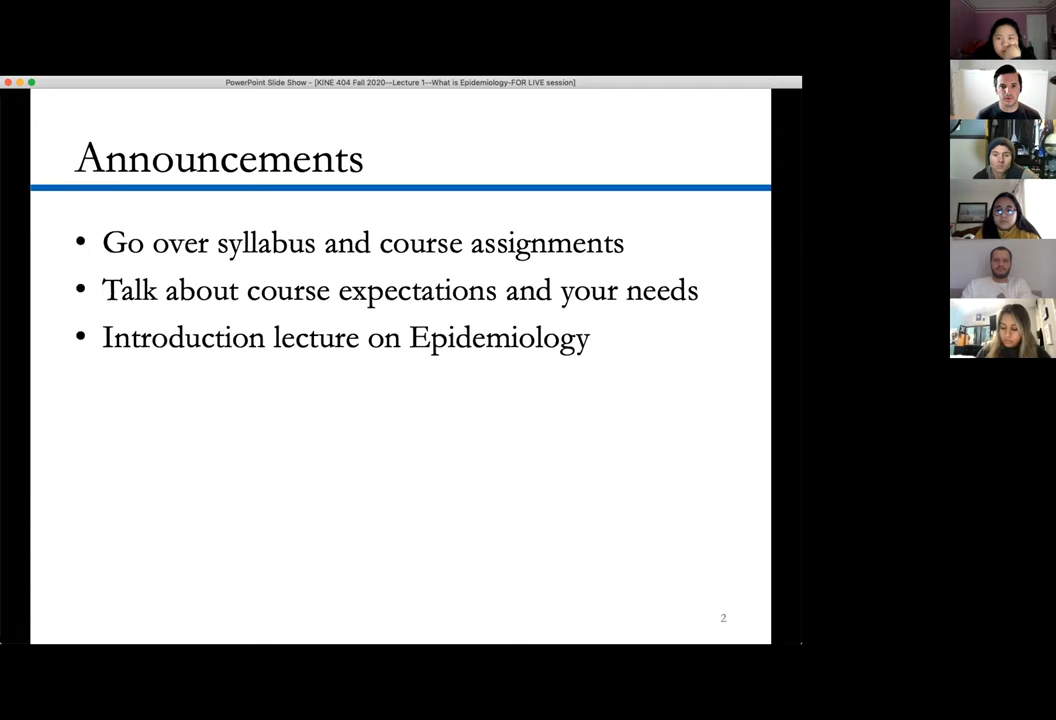 PowerPoint Slide Show - [KINE 404 Fall 2020--Lecture 1--What is Epidemiology-FOR LIVE session]
Announcements
• Go over syllabus and course assignments
• Talk about course expectations and your needs
• Introduction lecture on Epidemiology
2